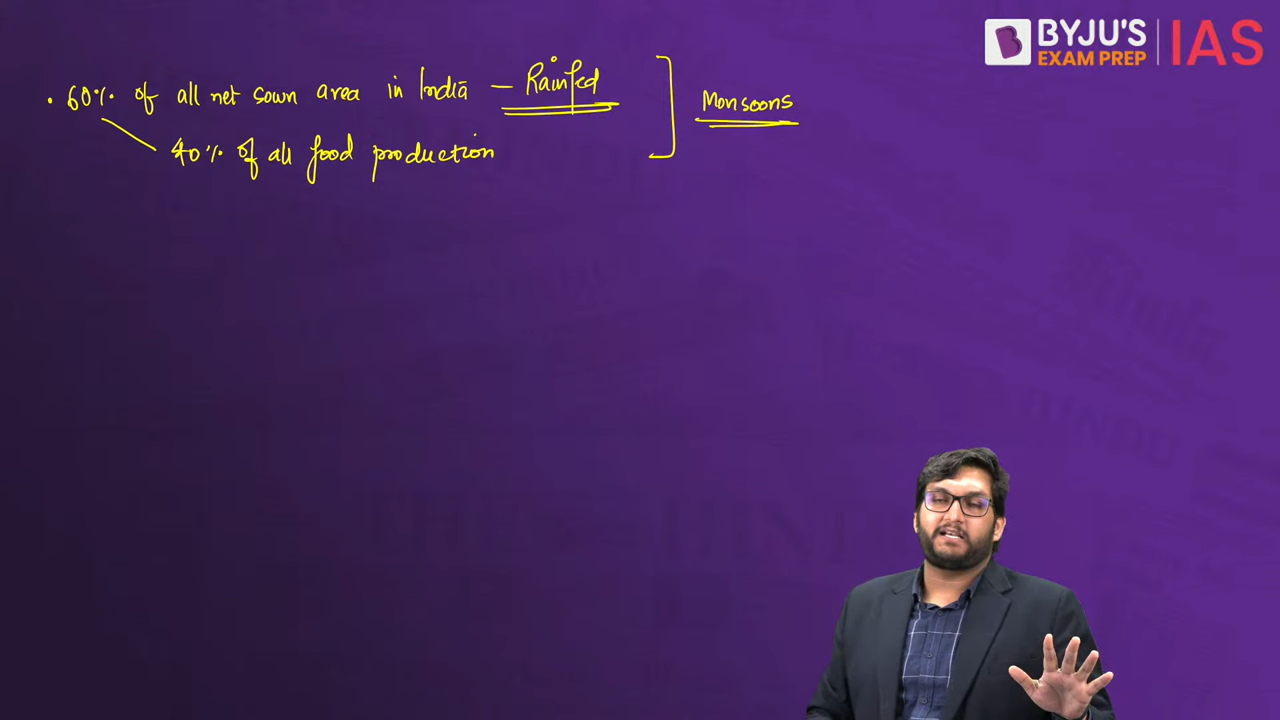 BYJU'S IAS
EXAM PREP
• 60% of all net sown area in India — Rainfed
Monsoons
40% of all food production